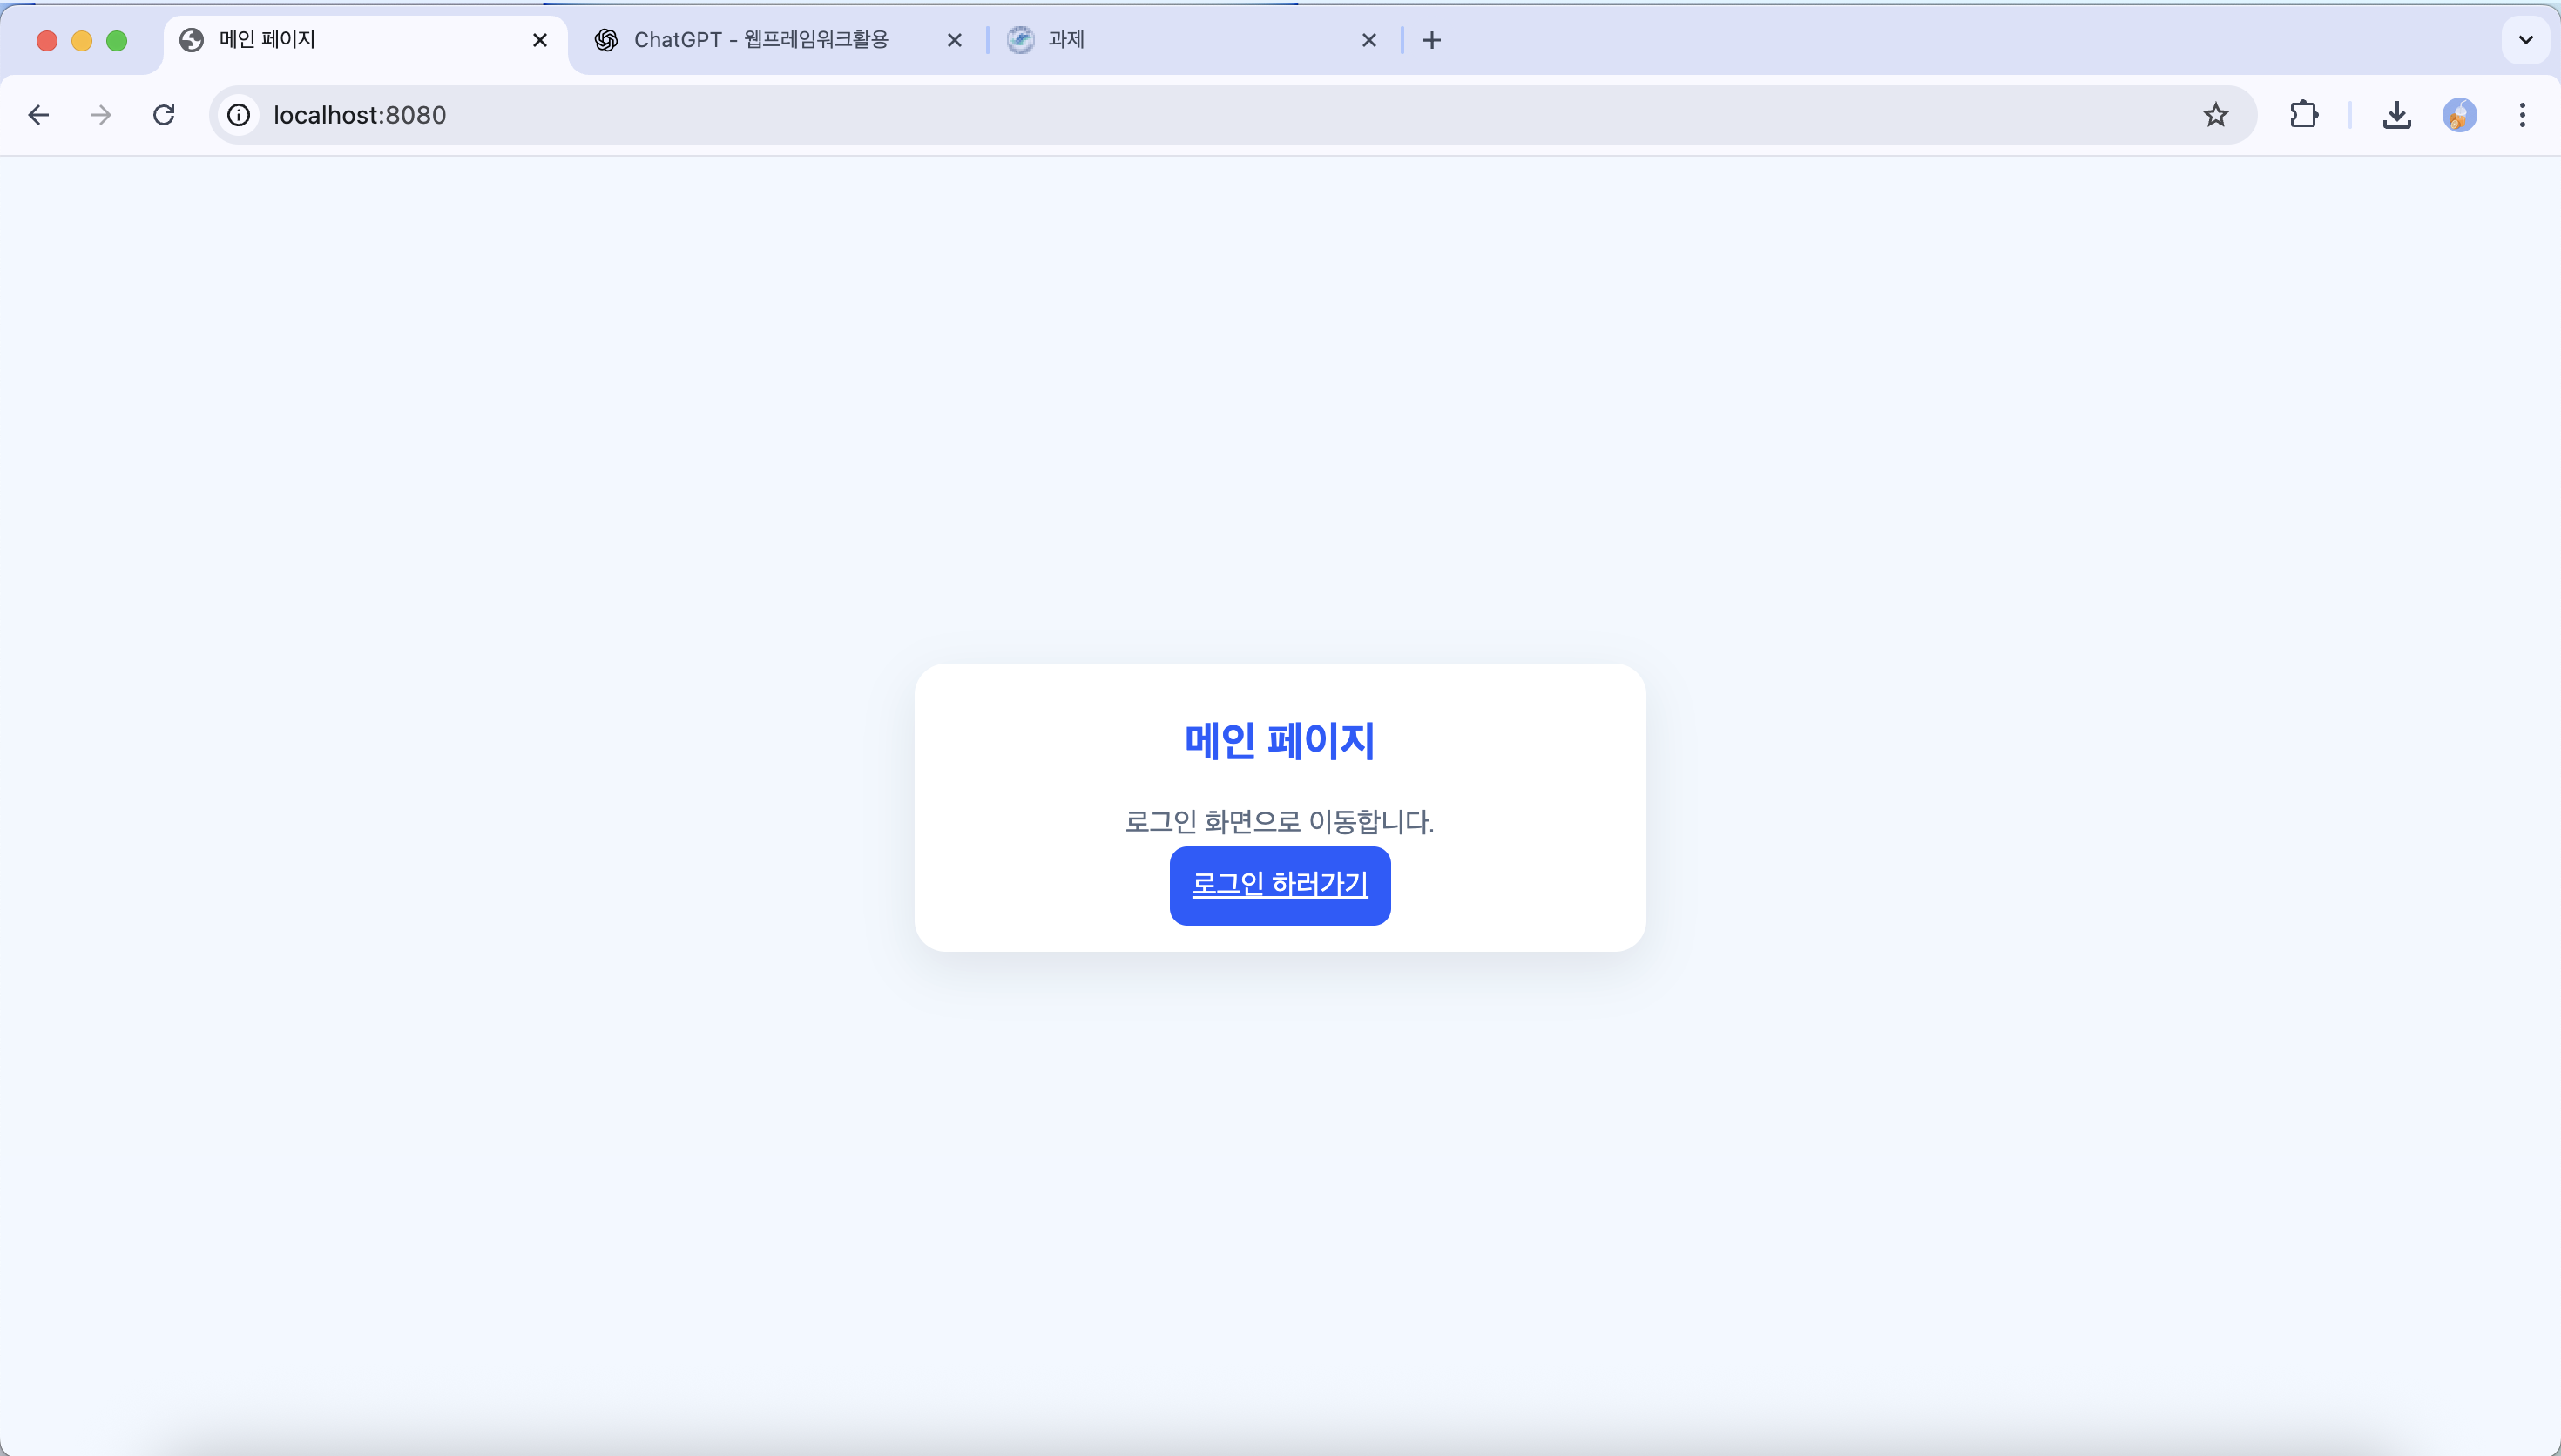 메인 페이지
ChatGPT - 웹프레임워크활용
과제
localhost:8080
메인 페이지
로그인 화면으로 이동합니다.
로그인 하러가기